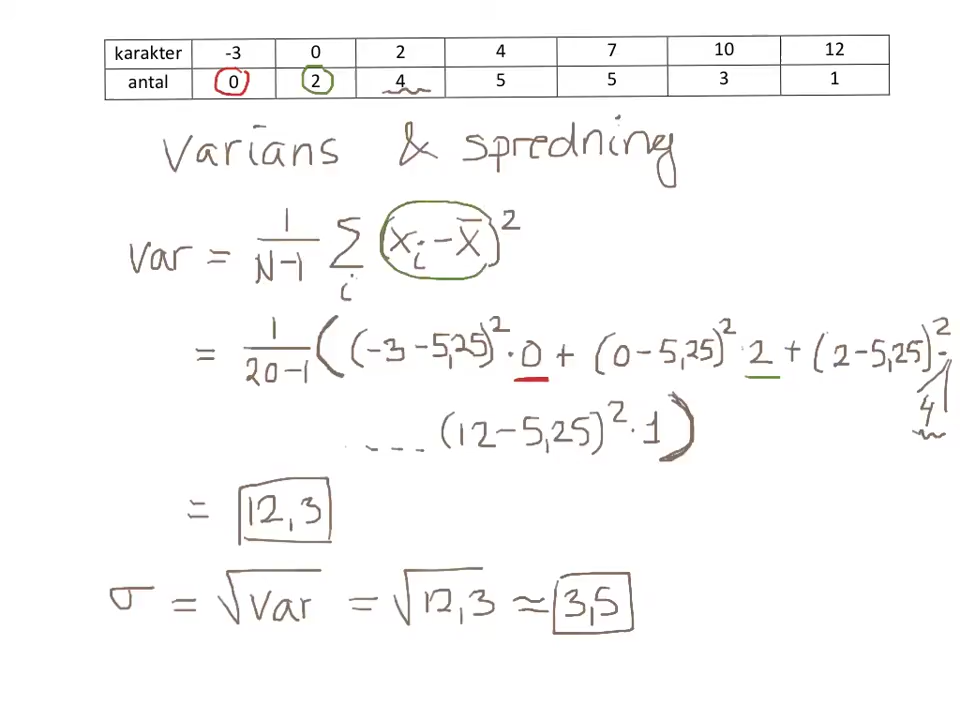 karakter -3 0 2 4 7 10 12
antal 0 2 4 5 5 3 1
Varians & spredning
Var = 1/(N-1) Σ_i (x_i - x̄)²
= 1/(20-1) ((-3-5,25)² · 0 + (0-5,25)² · 2 + (2-5,25)² · 4
.... (12-5,25)² · 1)
= 12,3
σ = √Var = √12,3 ≈ 3,5